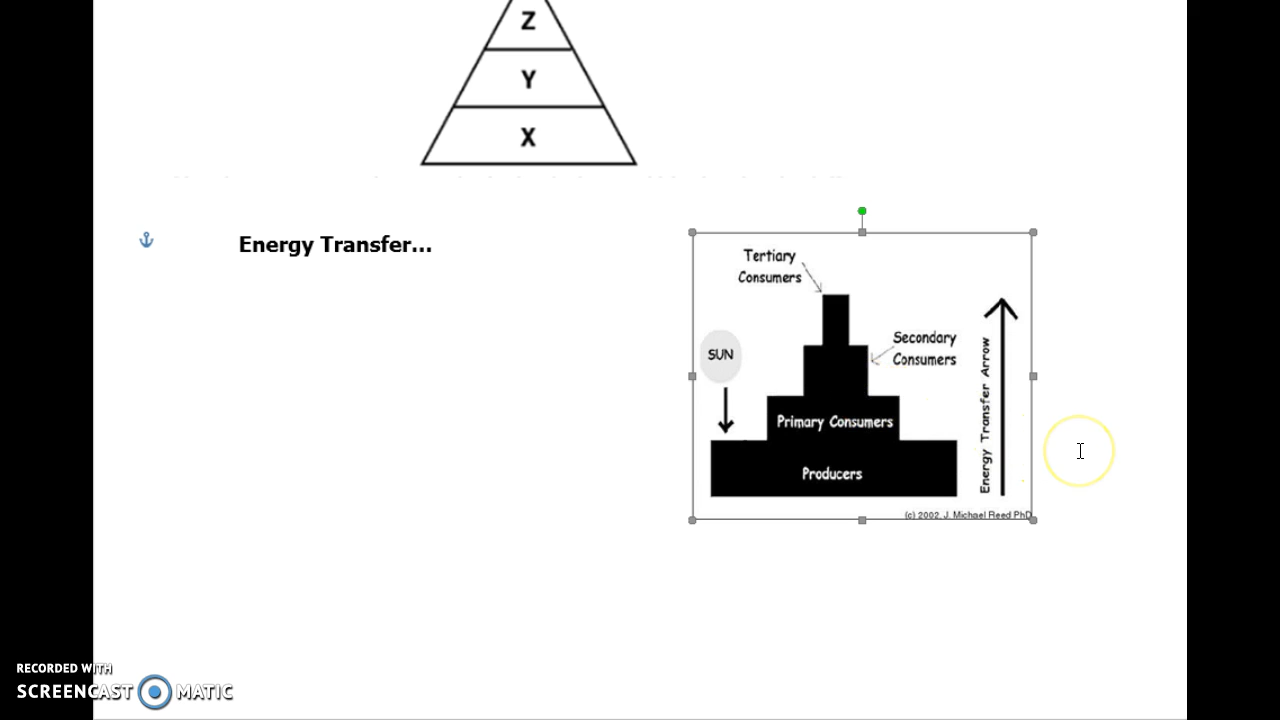 Z
Y
X
Energy Transfer...
Tertiary
Consumers
SUN
Secondary
Consumers
Primary Consumers
Producers
Energy Transfer Arrow
(c) 2002, J. Michael Reed PhD
RECORDED WITH
SCREENCAST MATIC